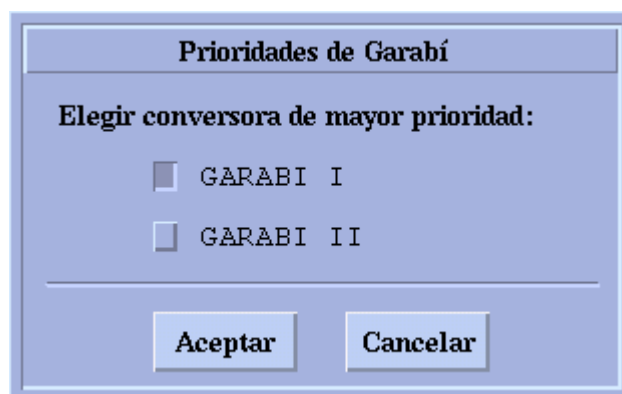 Prioridades de Garabí
Elegir conversora de mayor prioridad:
GARABI I
GARABI II
Aceptar Cancelar